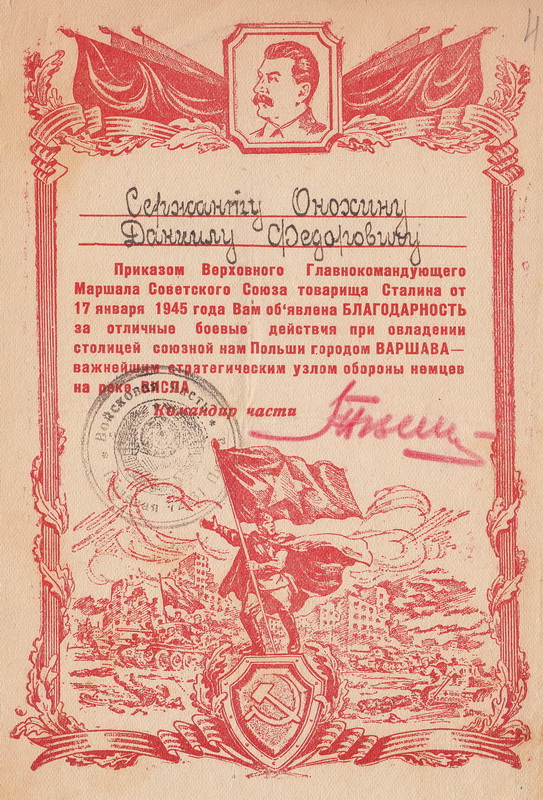 4
Сержанту Онохину
Даниилу Федоровичу
Приказом Верховного Главнокомандующего
Маршала Советского Союза товарища Сталина от
17 января 1945 года Вам об‘явлена БЛАГОДАРНОСТЬ
за отличные боевые действия при овладении
столицей союзной нам Польши городом ВАРШАВА—
важнейшим стратегическим узлом обороны немцев
на реке ВИСЛА
Командир части
Войсковая часть